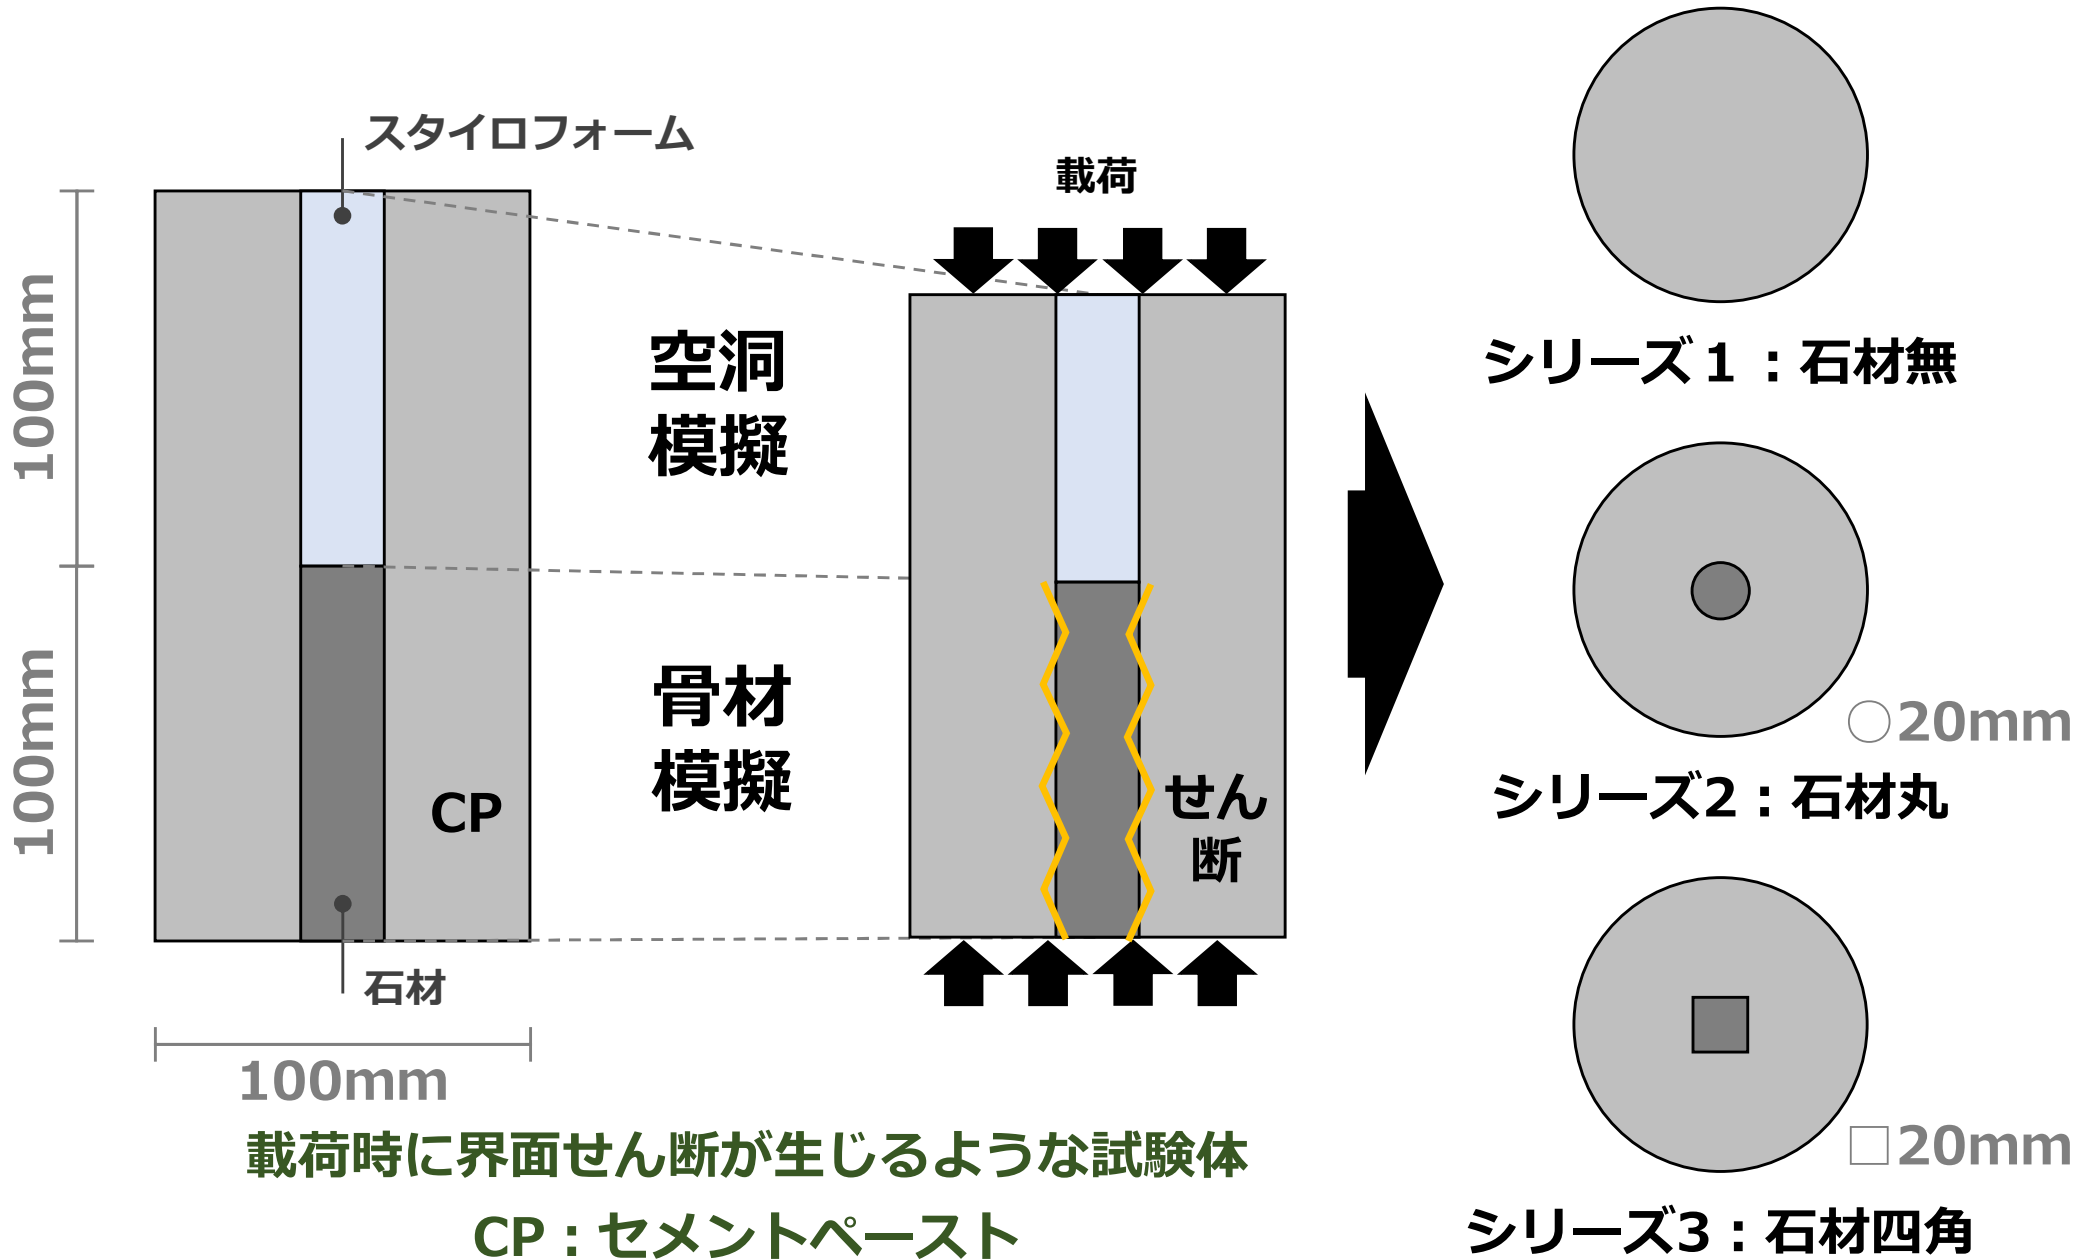 スタイロフォーム
載荷
100mm
空洞
模擬
100mm
骨材
模擬
CP
せん
断
石材
100mm
載荷時に界面せん断が生じるような試験体
CP：セメントペースト
シリーズ１：石材無
○20mm
シリーズ2：石材丸
□20mm
シリーズ3：石材四角